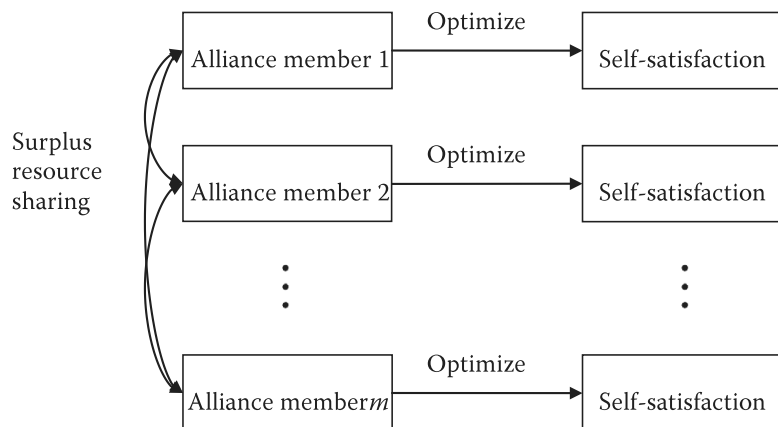 Optimize
Alliance member 1
Self-satisfaction
Surplus
resource
sharing
Optimize
Alliance member 2
Self-satisfaction
Optimize
Alliance member m
Self-satisfaction